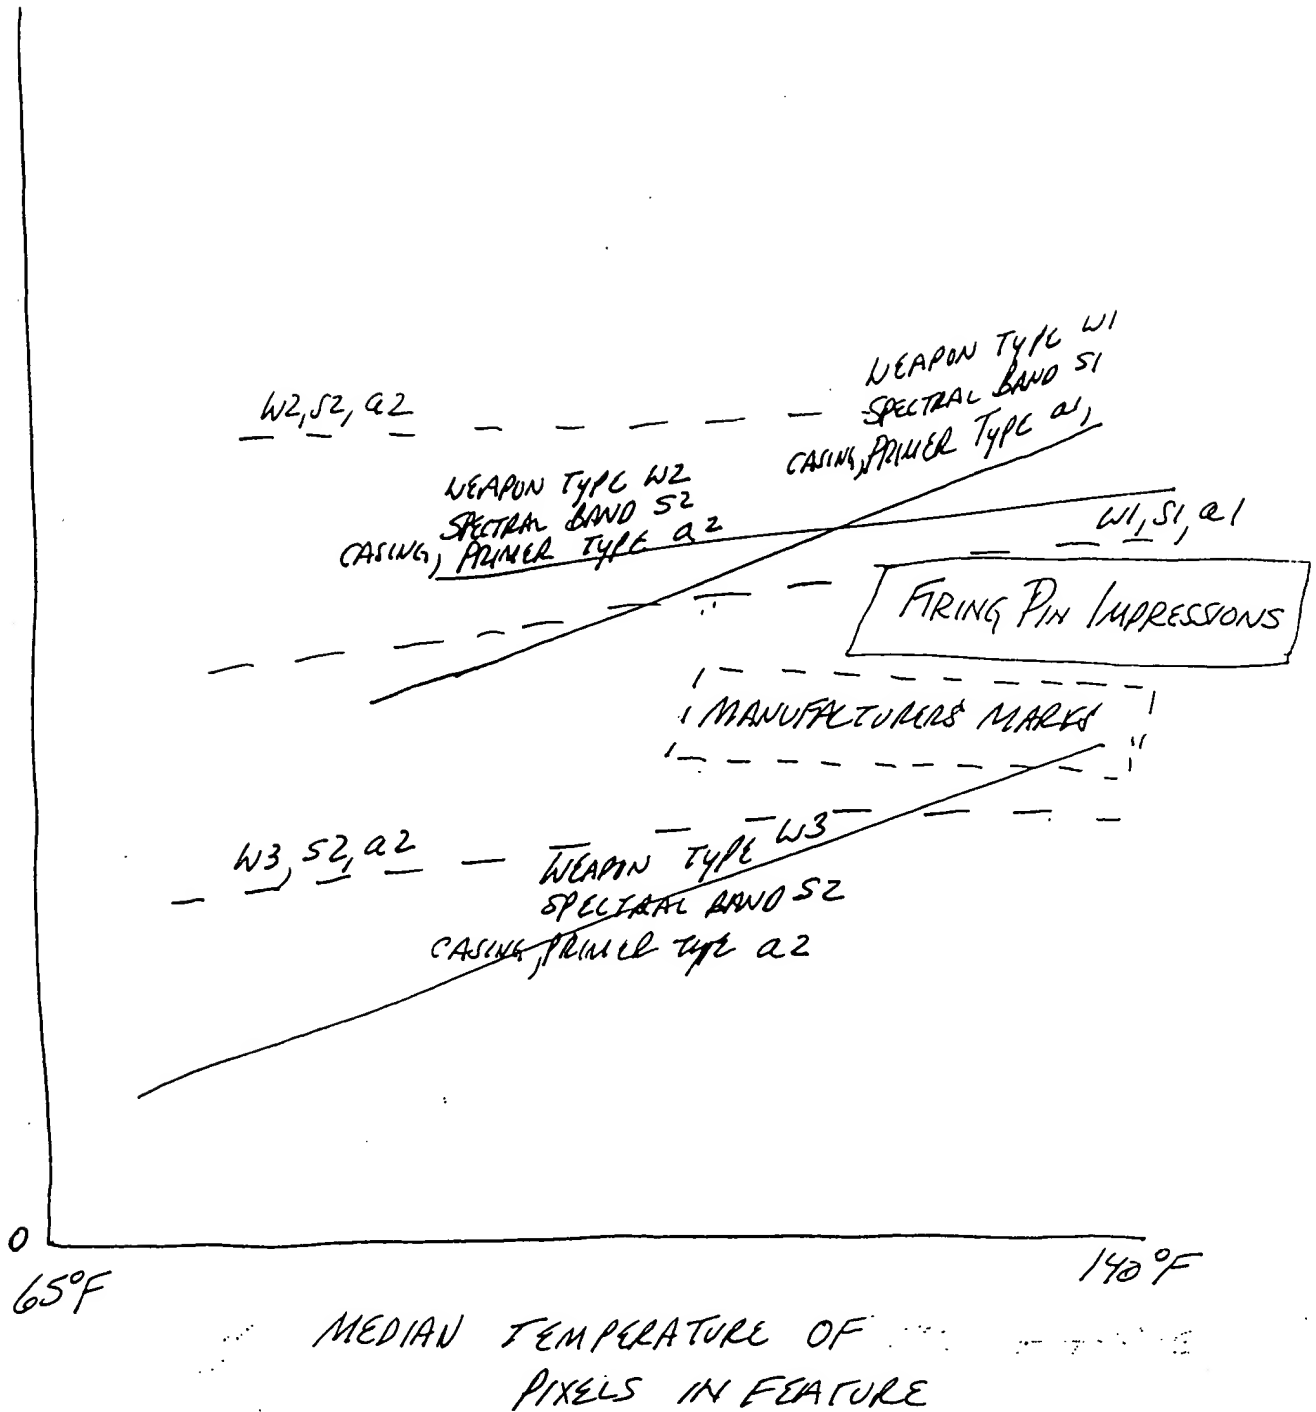 WEAPON TYPE W1
SPECTRAL BAND S1
CASING, PRIMER TYPE a1,
W2, S2, a2
WEAPON TYPE W2
SPECTRAL BAND S2
CASING, PRIMER TYPE a2
W1, S1, a1
FIRING PIN IMPRESSIONS
MANUFACTURERS MARKS
W3, S2, a2
WEAPON TYPE W3
SPECTRAL BAND S2
CASING, PRIMER TYPE a2
0
65°F
140°F
MEDIAN TEMPERATURE OF
PIXELS IN FEATURE